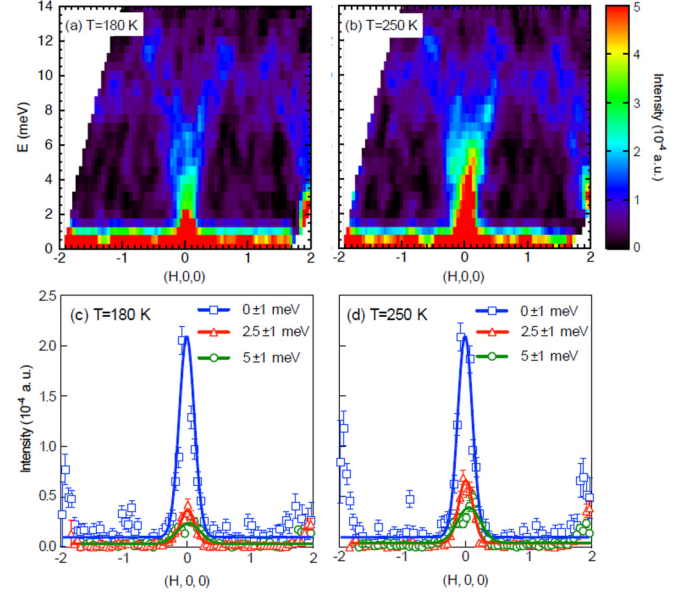 (a) T=180 K
(b) T=250 K
14
12
10
8
6
4
2
0
E (meV)
-2 -1 0 1 2
-2 -1 0 1 2
(H,0,0)
(H,0,0)
5
4
3
2
1
0
Intensity (10⁻⁴ a.u.)
(c) T=180 K
0±1 meV
2.5±1 meV
5±1 meV
(d) T=250 K
0±1 meV
2.5±1 meV
5±1 meV
2.5
2.0
1.5
1.0
0.5
0.0
Intensity (10⁻⁴ a.u.)
-2 -1 0 1 2
-2 -1 0 1 2
(H, 0, 0)
(H, 0, 0)